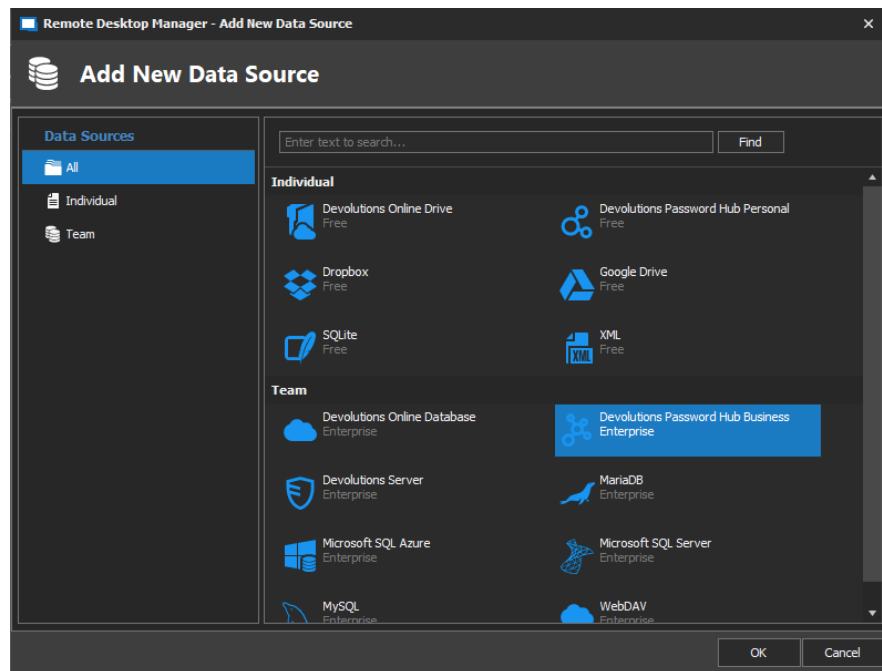 Remote Desktop Manager - Add New Data Source
Add New Data Source
Data Sources
All
Individual
Team
Enter text to search...
Find
Individual
Devolutions Online Drive
Free
Devolutions Password Hub Personal
Free
Dropbox
Free
Google Drive
Free
SQLite
Free
XML
XML
Free
Team
Devolutions Online Database
Enterprise
Devolutions Password Hub Business
Enterprise
Devolutions Server
Enterprise
MariaDB
Enterprise
Microsoft SQL Azure
Enterprise
Microsoft SQL Server
Enterprise
MySQL
Enterprise
WebDAV
Enterprise
OK
Cancel